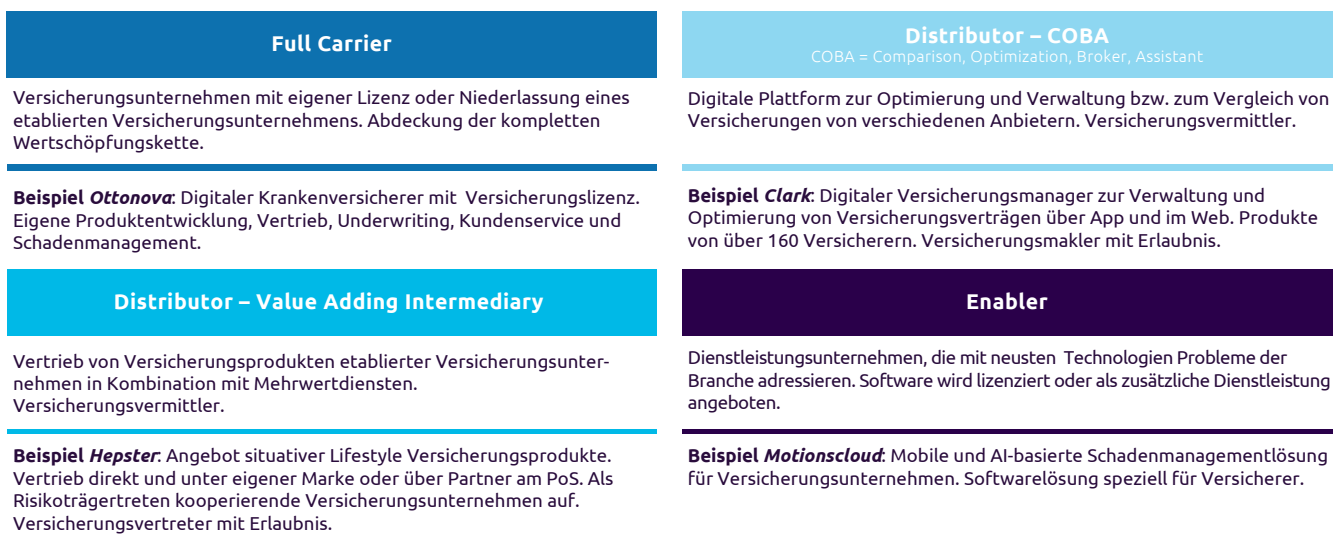 Full Carrier
Versicherungsunternehmen mit eigener Lizenz oder Niederlassung eines
etablierten Versicherungsunternehmens. Abdeckung der kompletten
Wertschöpfungskette.
Beispiel Ottonova: Digitaler Krankenversicherer mit Versicherungslizenz.
Eigene Produktentwicklung, Vertrieb, Underwriting, Kundenservice und
Schadenmanagement.
Distributor – COBA
COBA = Comparison, Optimization, Broker, Assistant
Digitale Plattform zur Optimierung und Verwaltung bzw. zum Vergleich von
Versicherungen von verschiedenen Anbietern. Versicherungsvermittler.
Beispiel Clark: Digitaler Versicherungsmanager zur Verwaltung und
Optimierung von Versicherungsverträgen über App und im Web. Produkte
von über 160 Versicherern. Versicherungsmakler mit Erlaubnis.
Distributor – Value Adding Intermediary
Vertrieb von Versicherungsprodukten etablierter Versicherungsunter-
nehmen in Kombination mit Mehrwertdiensten.
Versicherungsvermittler.
Beispiel Hepster: Angebot situativer Lifestyle Versicherungsprodukte.
Vertrieb direkt und unter eigener Marke oder über Partner am PoS. Als
Risikoträgertreten kooperierende Versicherungsunternehmen auf.
Versicherungsvertreter mit Erlaubnis.
Enabler
Dienstleistungsunternehmen, die mit neusten Technologien Probleme der
Branche adressieren. Software wird lizenziert oder als zusätzliche Dienstleistung
angeboten.
Beispiel Motionscloud: Mobile und AI-basierte Schadenmanagementlösung
für Versicherungsunternehmen. Softwarelösung speziell für Versicherer.